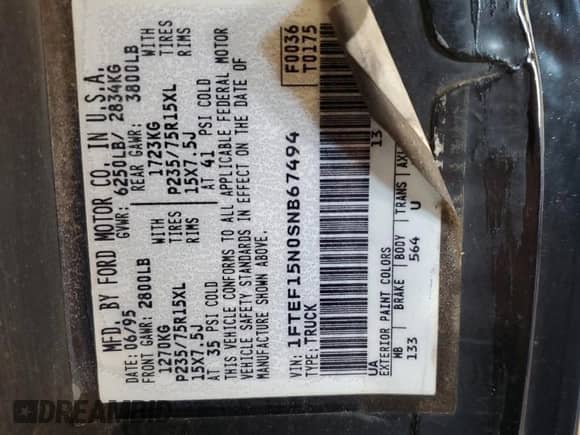 MFD. BY FORD MOTOR CO. IN U.S.A.
DATE: 06/95 GVWR: 6250LB/ 2834KG
FRONT GAWR: 2800LB REAR GAWR: 3800LB
1270KG WITH 1723KG WITH
P235/75R15XL TIRES P235/75R15XL TIRES
15X7.5J RIMS 15X7.5J RIMS
AT 35 PSI COLD AT 41 PSI COLD
THIS VEHICLE CONFORMS TO ALL APPLICABLE FEDERAL MOTOR
VEHICLE SAFETY STANDARDS IN EFFECT ON THE DATE OF
MANUFACTURE SHOWN ABOVE.
F0036
T0175
VIN: 1FTEF15N0SNB67494
TYPE: TRUCK
UA 13
EXTERIOR PAINT COLORS
WB BRAKE BODY TRANS AXL
133 564 U
DREAMBID